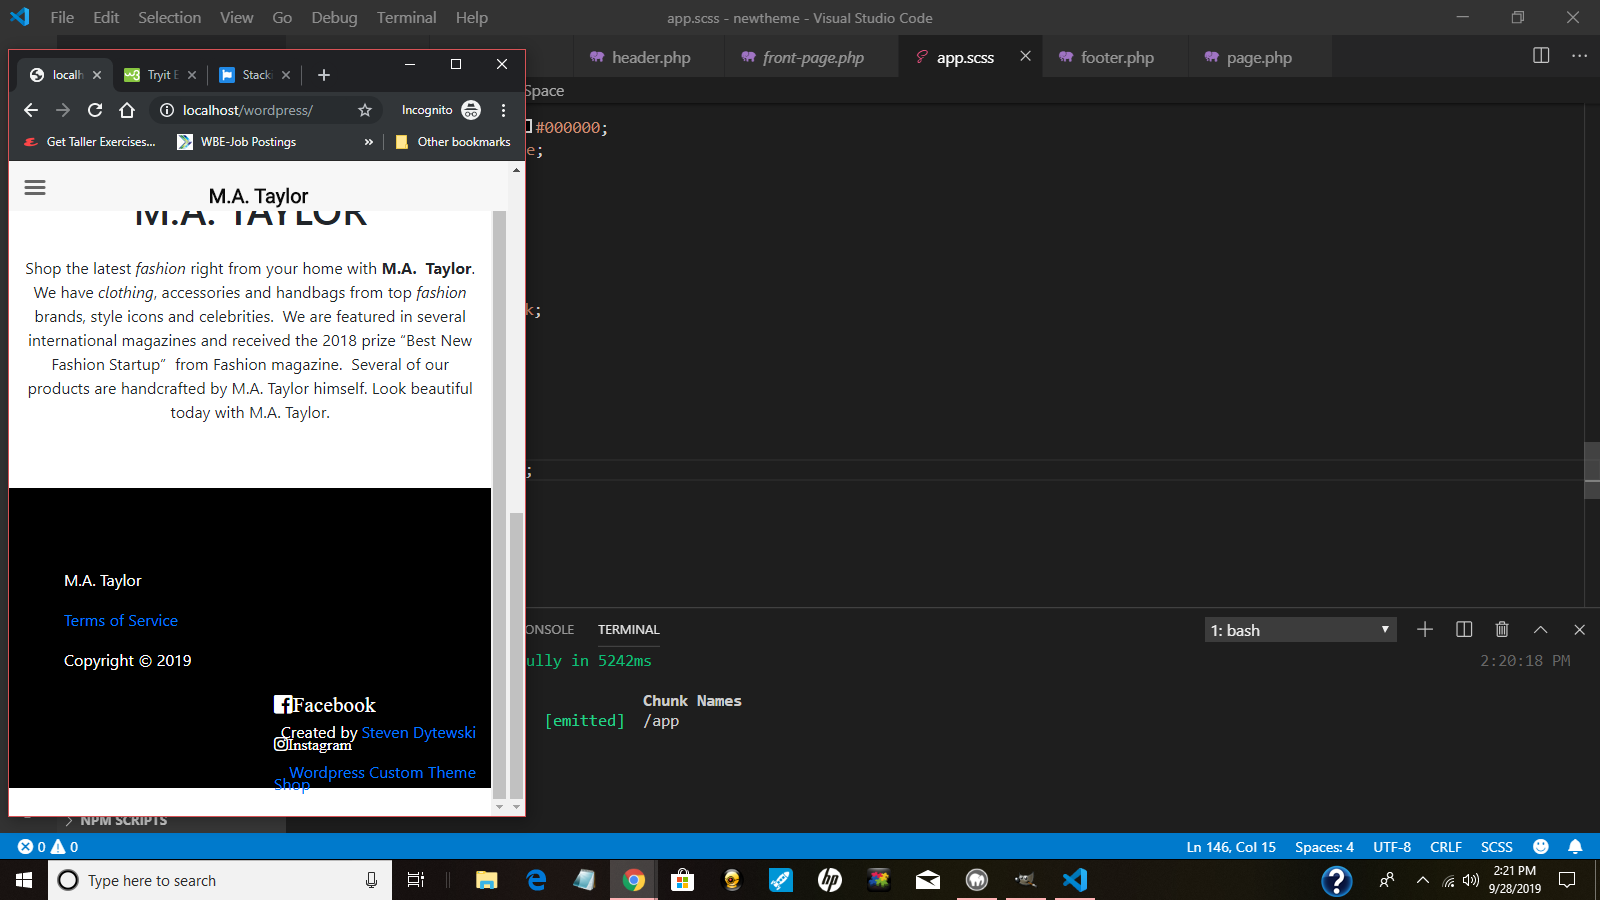 File Edit Selection View Go Debug Terminal Help
app.scss - newtheme - Visual Studio Code
header.php
front-page.php
app.scss
footer.php
page.php
localh
Tryit E
Stack
Space
localhost/wordpress/
Incognito
Get Taller Exercises...
WBE-Job Postings
»
Other bookmarks
#000000;
e;
k;
;
M.A. Taylor
M.A. TAYLOR
Shop the latest fashion right from your home with M.A. Taylor.
We have clothing, accessories and handbags from top fashion
brands, style icons and celebrities. We are featured in several
international magazines and received the 2018 prize “Best New
Fashion Startup” from Fashion magazine. Several of our
products are handcrafted by M.A. Taylor himself. Look beautiful
today with M.A. Taylor.
M.A. Taylor
Terms of Service
Copyright © 2019
Facebook
Created by Steven Dytewski
Instagram
Wordpress Custom Theme
Shop
ONSOLE
TERMINAL
1: bash
ully in 5242ms
2:20:18 PM
Chunk Names
[emitted] /app
NPM SCRIPTS
0 0
Ln 146, Col 15
Spaces: 4
UTF-8
CRLF
SCSS
Type here to search
2:21 PM
9/28/2019